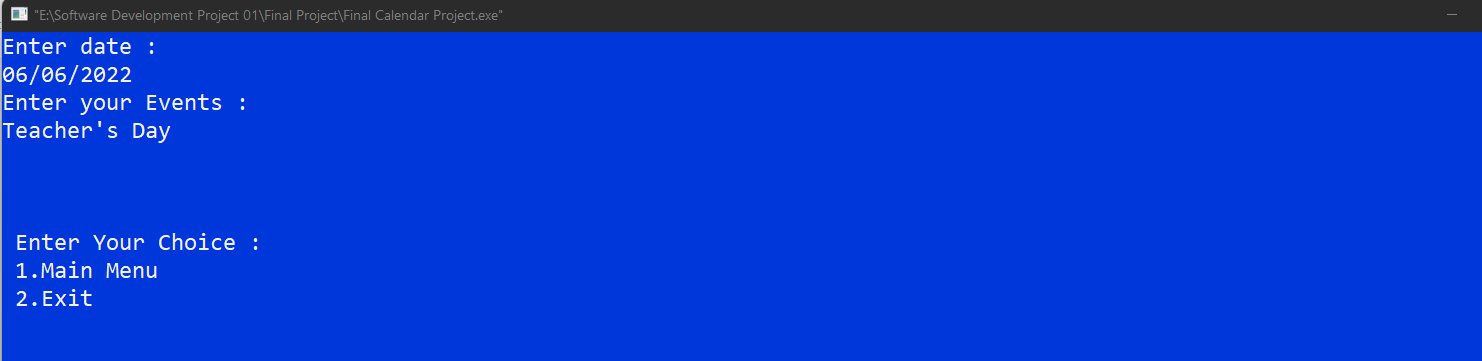 "E:\Software Development Project 01\Final Project\Final Calendar Project.exe"
Enter date :
06/06/2022
Enter your Events :
Teacher's Day
Enter Your Choice :
1.Main Menu
2.Exit